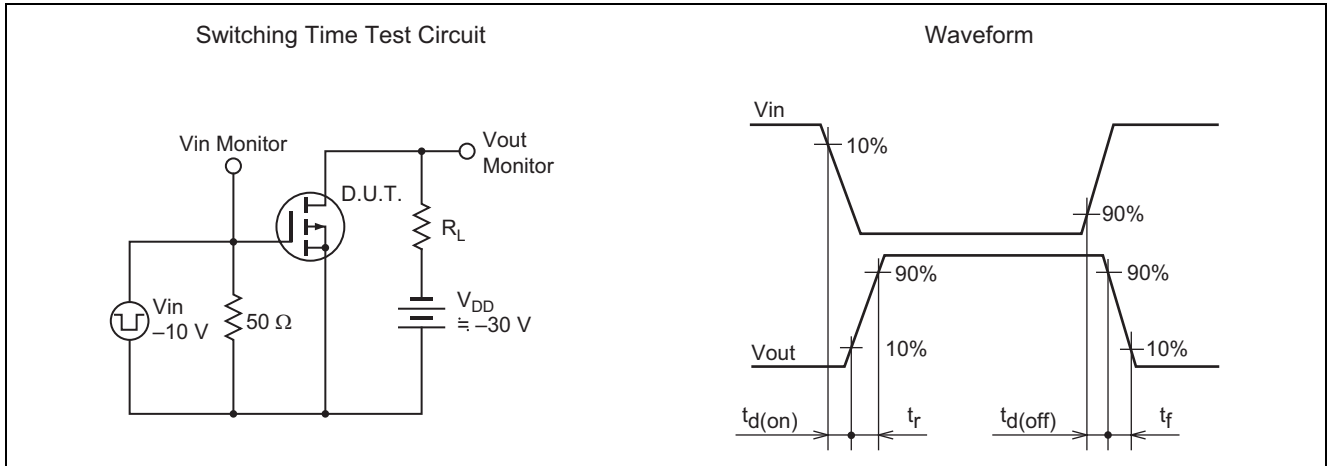 Switching Time Test Circuit
Waveform
Vin Monitor
Vout
Monitor
D.U.T.
RL
VDD
≒ –30 V
Vin
–10 V
50 Ω
Vin
10%
90%
90%
90%
Vout
10%
10%
td(on)
tr
td(off)
tf